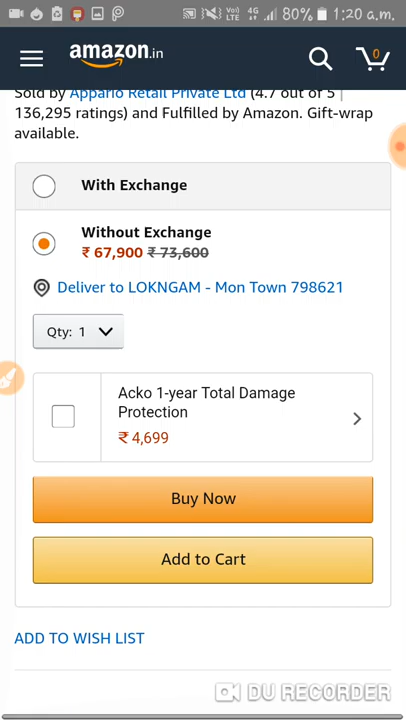 Vo)) LTE 4G 80% 1:20 a.m.
amazon.in 0
Sold by Appario Retail Private Ltd (4.7 out of 5 |
136,295 ratings) and Fulfilled by Amazon. Gift-wrap
available.
With Exchange
Without Exchange
₹ 67,900 ₹ 73,600
Deliver to LOKNGAM - Mon Town 798621
Qty: 1
Acko 1-year Total Damage
Protection
₹ 4,699
Buy Now
Add to Cart
ADD TO WISH LIST
DU RECORDER